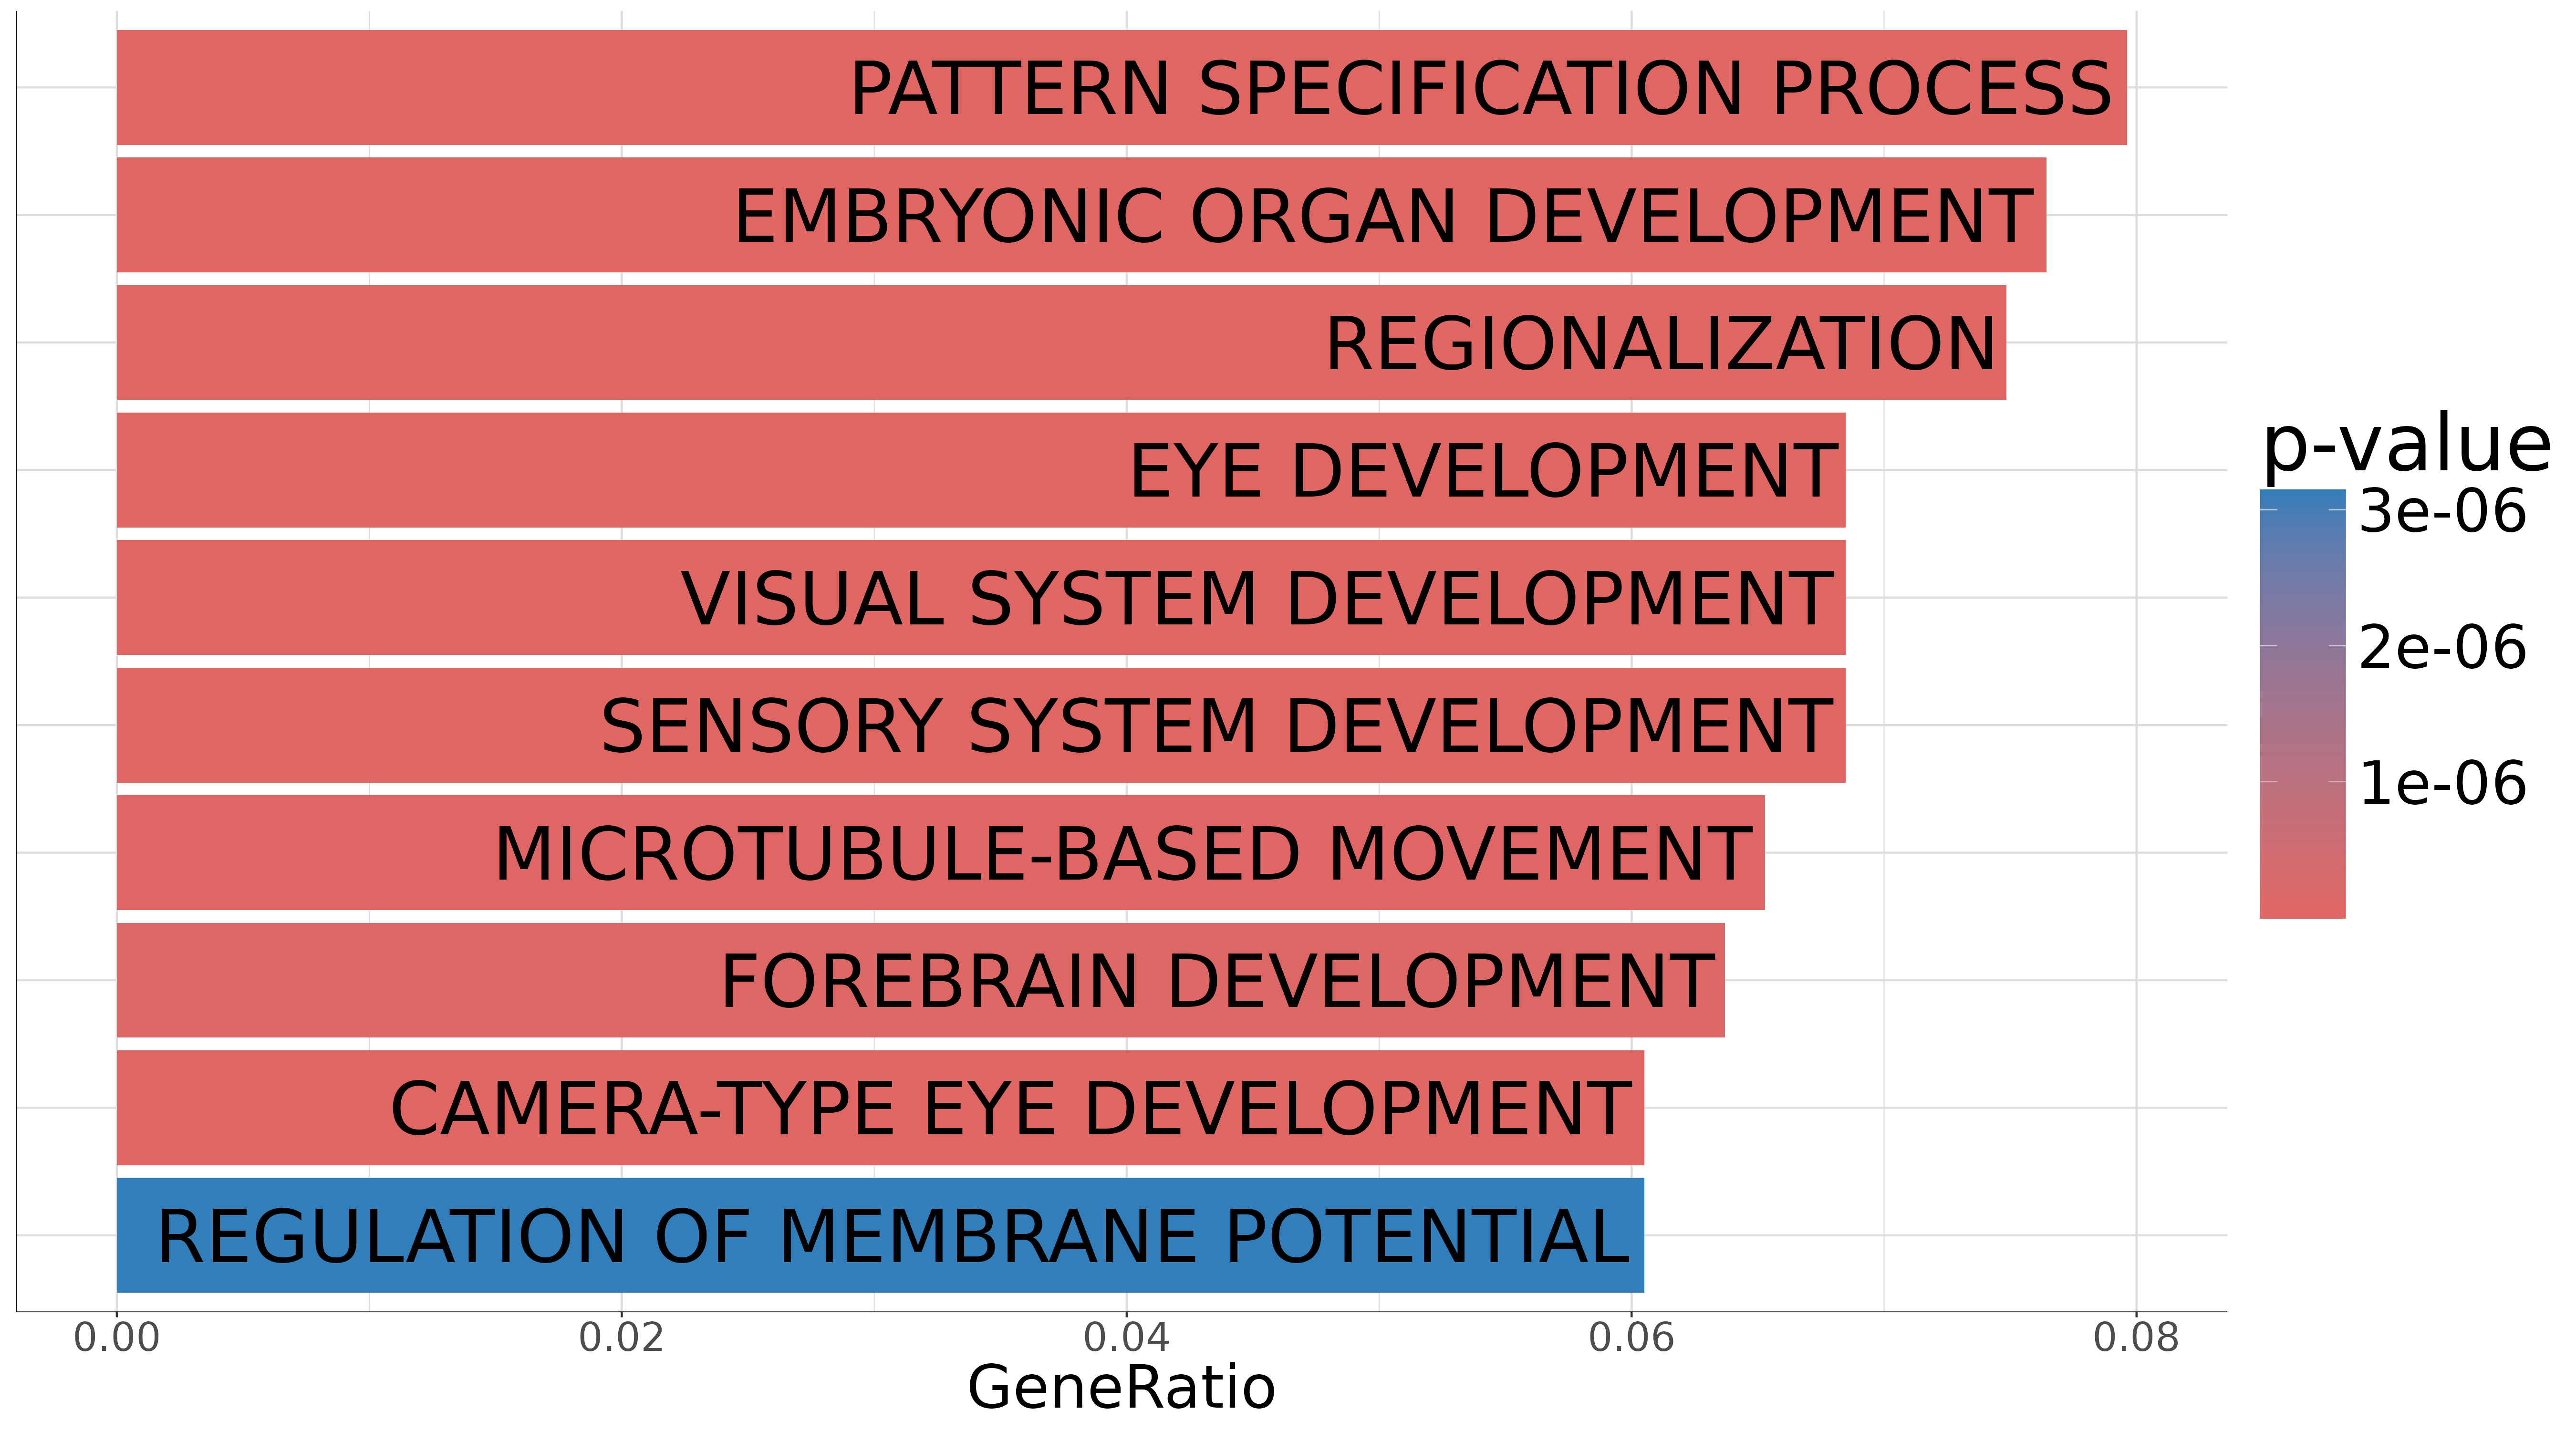 PATTERN SPECIFICATION PROCESS
EMBRYONIC ORGAN DEVELOPMENT
REGIONALIZATION
EYE DEVELOPMENT
VISUAL SYSTEM DEVELOPMENT
SENSORY SYSTEM DEVELOPMENT
MICROTUBULE-BASED MOVEMENT
FOREBRAIN DEVELOPMENT
CAMERA-TYPE EYE DEVELOPMENT
REGULATION OF MEMBRANE POTENTIAL
0.00 0.02 0.04 0.06 0.08
GeneRatio
p-value
3e-06
2e-06
1e-06